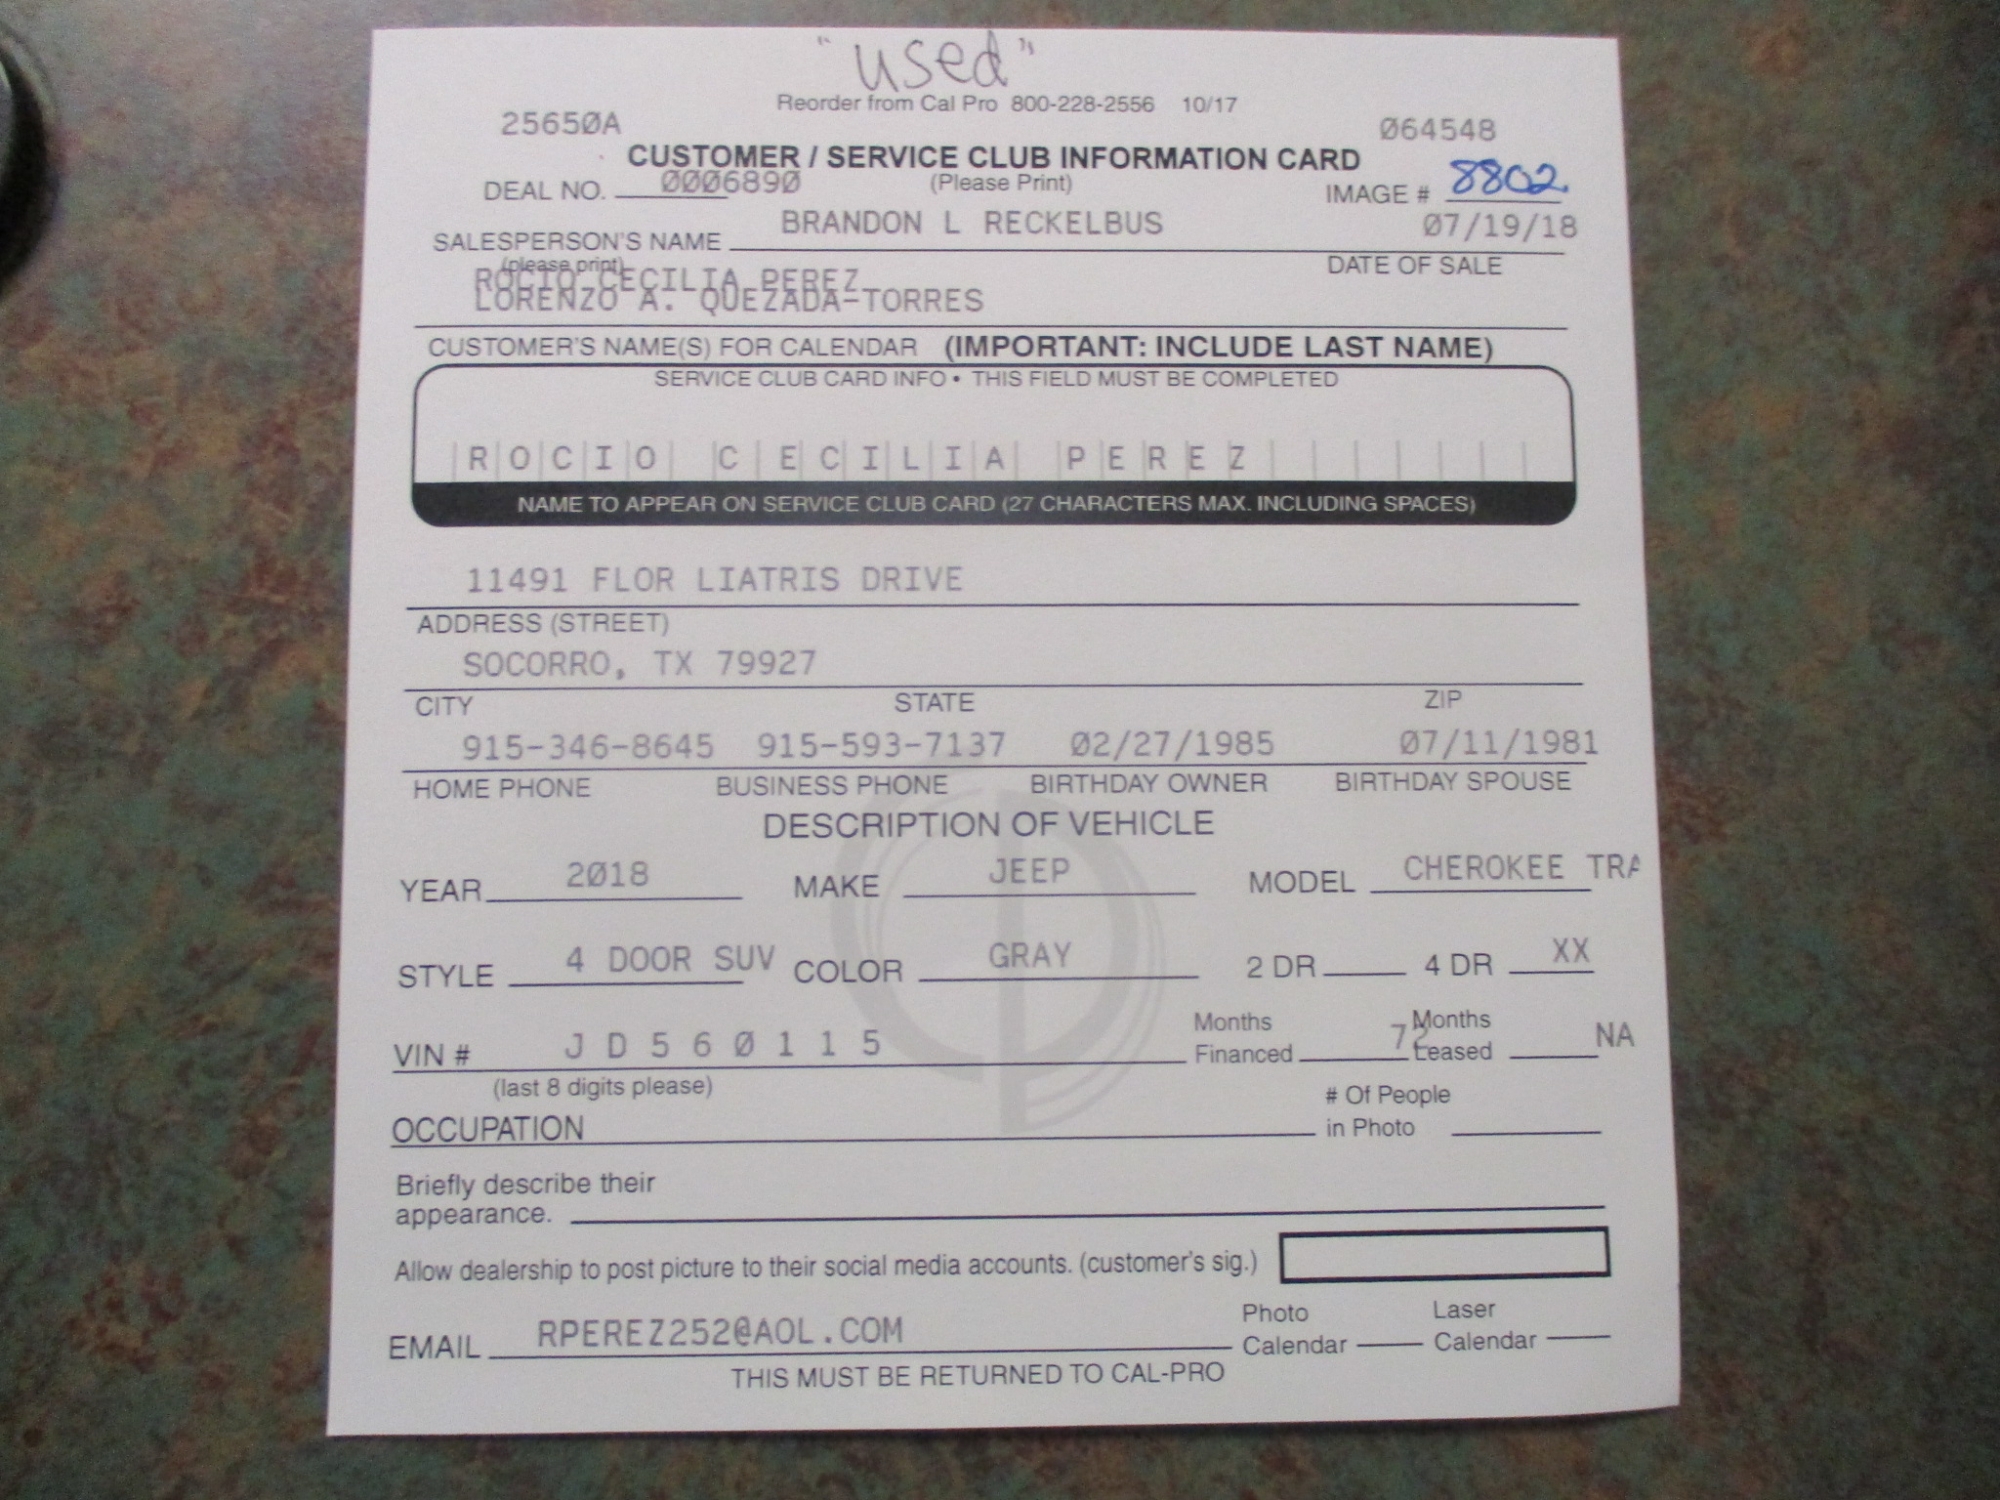 "used"
Reorder from Cal Pro 800-228-2556 10/17
25650A 064548
CUSTOMER / SERVICE CLUB INFORMATION CARD
DEAL NO. 0006890 (Please Print) IMAGE # 8802
SALESPERSON'S NAME BRANDON L RECKELBUS 07/19/18
(please print) DATE OF SALE
ROCIO CECILIA PEREZ
LORENZO A. QUEZADA-TORRES
CUSTOMER'S NAME(S) FOR CALENDAR (IMPORTANT: INCLUDE LAST NAME)
SERVICE CLUB CARD INFO • THIS FIELD MUST BE COMPLETED
ROCIO CECILIA PEREZ
NAME TO APPEAR ON SERVICE CLUB CARD (27 CHARACTERS MAX. INCLUDING SPACES)
11491 FLOR LIATRIS DRIVE
ADDRESS (STREET)
SOCORRO, TX 79927
CITY STATE ZIP
915-346-8645 915-593-7137 02/27/1985 07/11/1981
HOME PHONE BUSINESS PHONE BIRTHDAY OWNER BIRTHDAY SPOUSE
DESCRIPTION OF VEHICLE
YEAR 2018 MAKE JEEP MODEL CHEROKEE TRA
STYLE 4 DOOR SUV COLOR GRAY 2 DR 4 DR XX
VIN # J D 5 6 0 1 1 5 Months Financed 72 Months Leased NA
(last 8 digits please)
OCCUPATION # Of People in Photo
Briefly describe their
appearance.
Allow dealership to post picture to their social media accounts. (customer's sig.)
EMAIL RPEREZ252@AOL.COM Photo Calendar Laser Calendar
THIS MUST BE RETURNED TO CAL-PRO